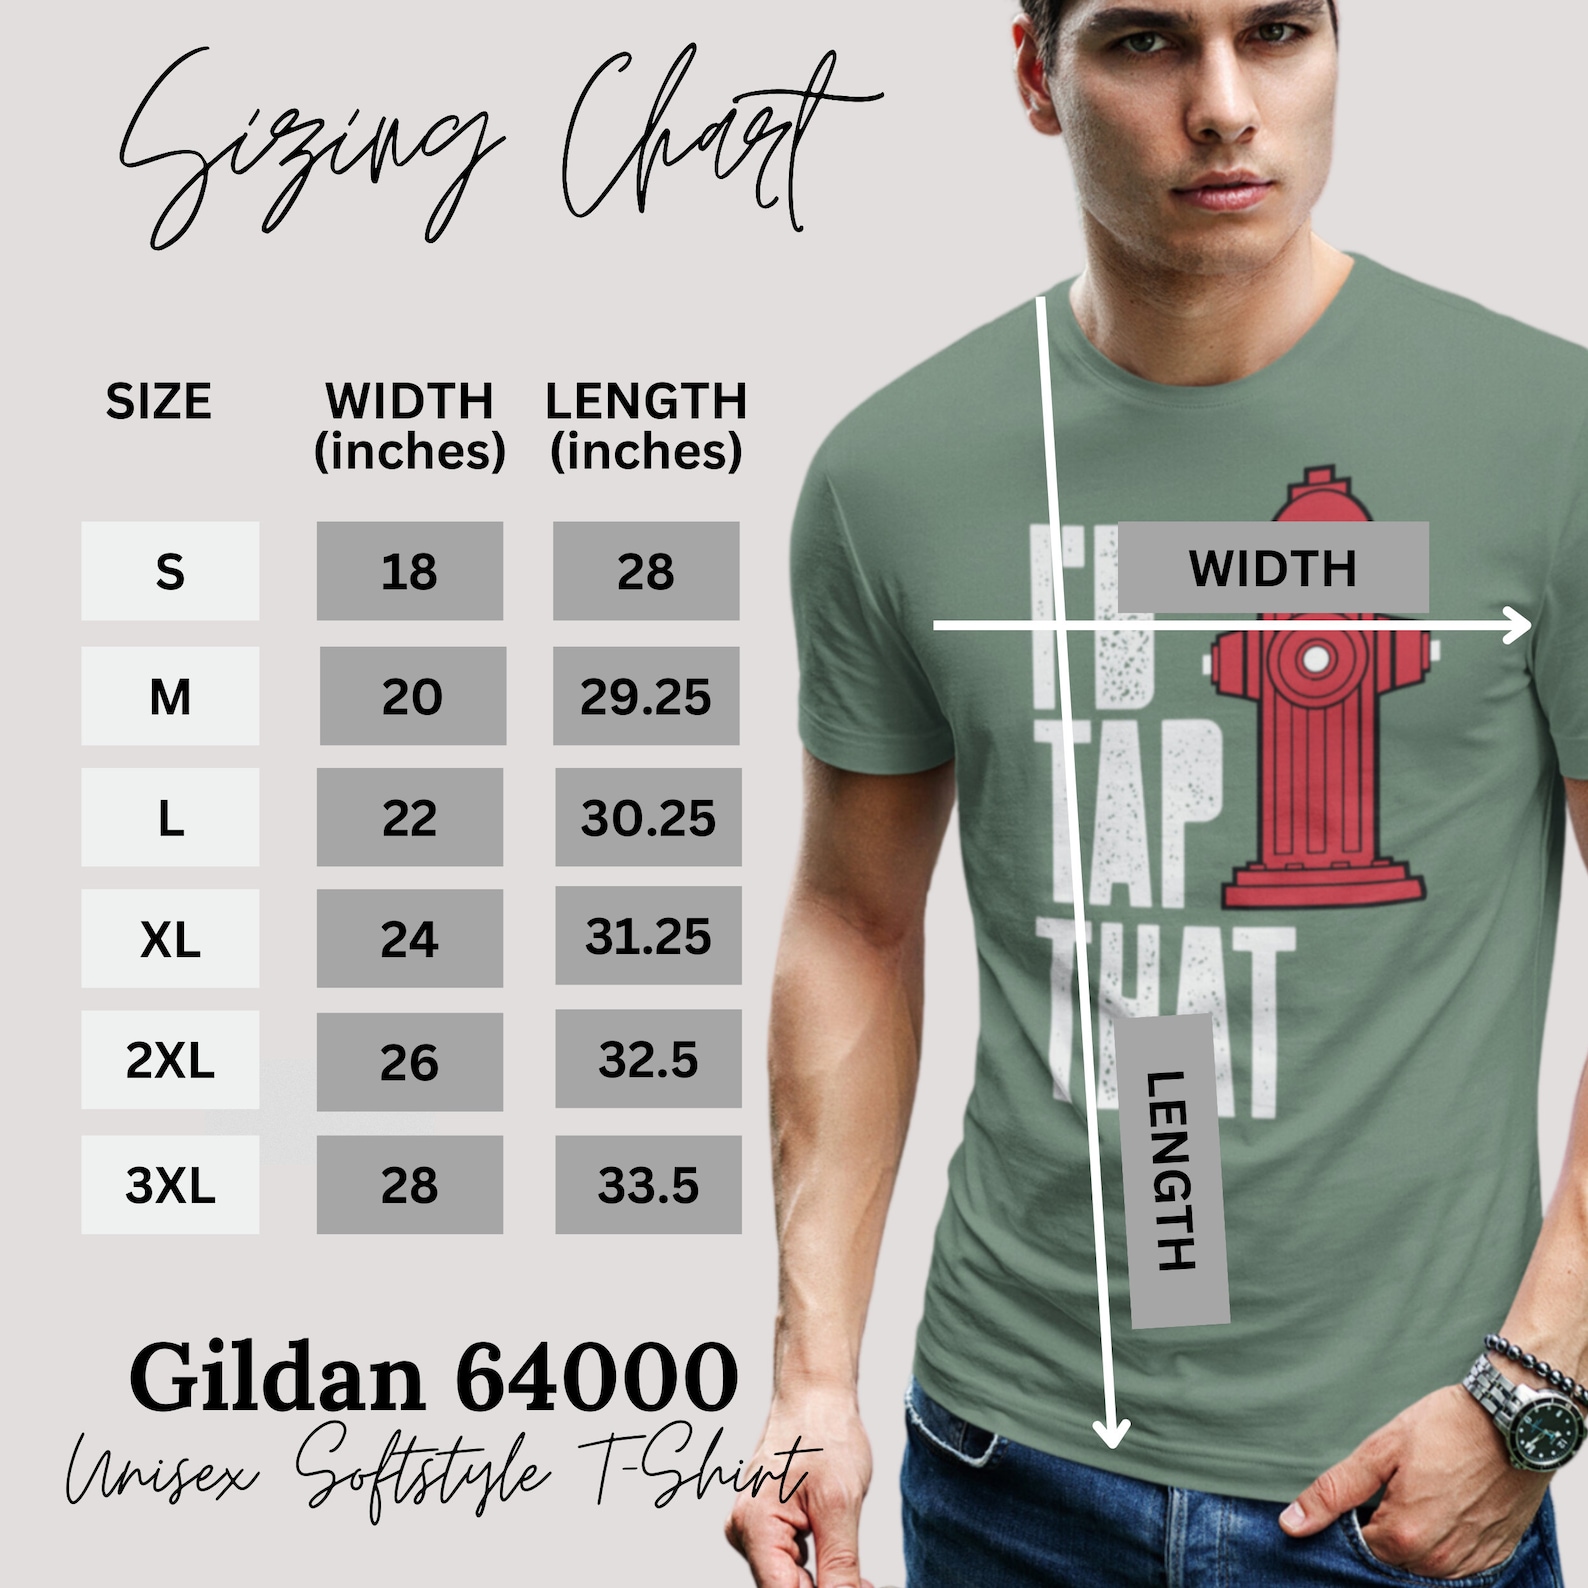 Sizing Chart
SIZE WIDTH LENGTH
(inches) (inches)
S 18 28
M 20 29.25
L 22 30.25
XL 24 31.25
2XL 26 32.5
3XL 28 33.5
Gildan 64000
Unisex Softstyle T-Shirt
I'D
WIDTH
TAP
THAT
LENGTH